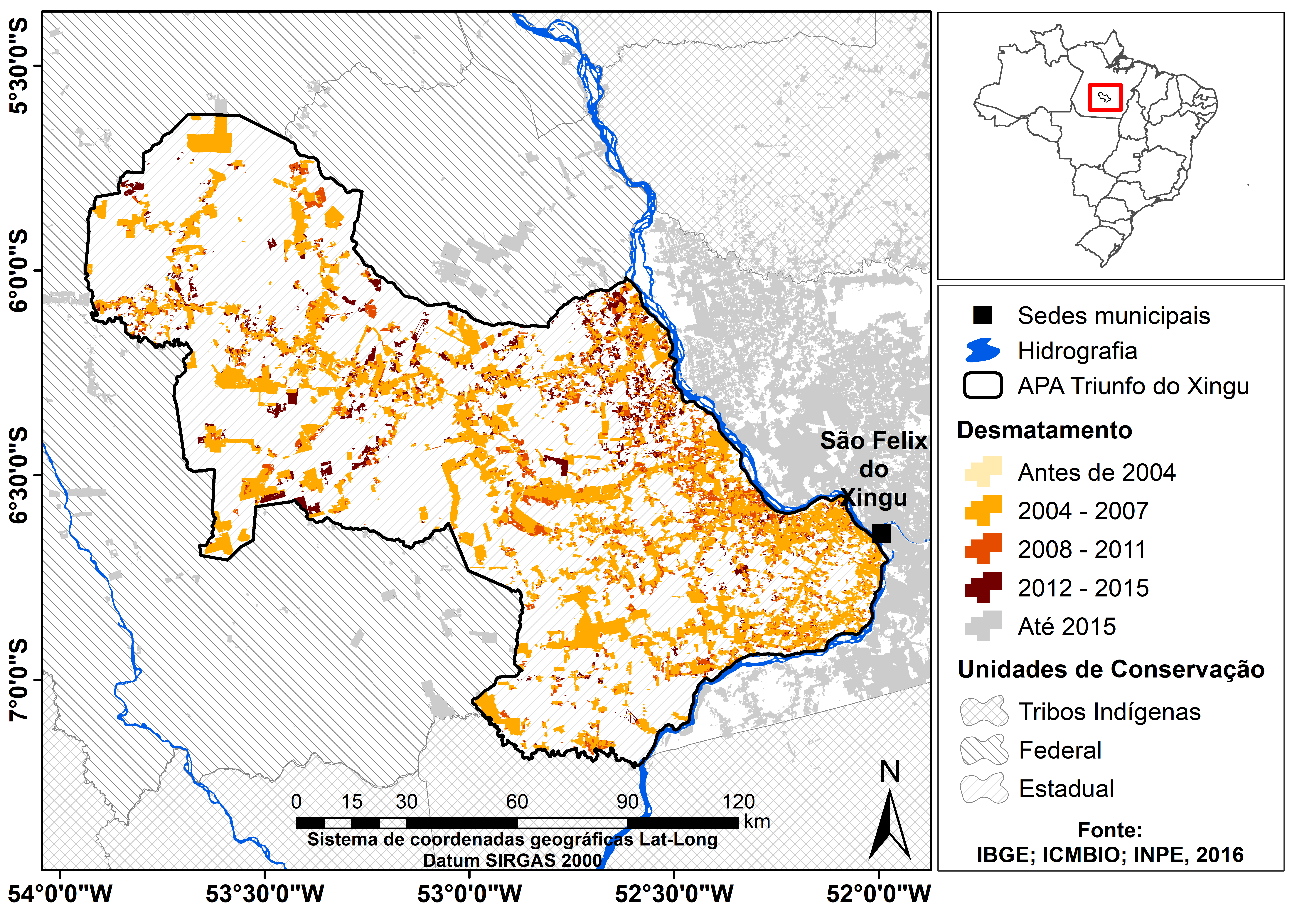 5°30'0"S
6°0'0"S
6°30'0"S
7°0'0"S
São Felix
do
Xingu
N
0 15 30 60 90 120
km
Sistema de coordenadas geográficas Lat-Long
Datum SIRGAS 2000
54°0'0"W 53°30'0"W 53°0'0"W 52°30'0"W 52°0'0"W
Sedes municipais
Hidrografia
APA Triunfo do Xingu
Desmatamento
Antes de 2004
2004 - 2007
2008 - 2011
2012 - 2015
Até 2015
Unidades de Conservação
Tribos Indígenas
Federal
Estadual
Fonte:
IBGE; ICMBIO; INPE, 2016